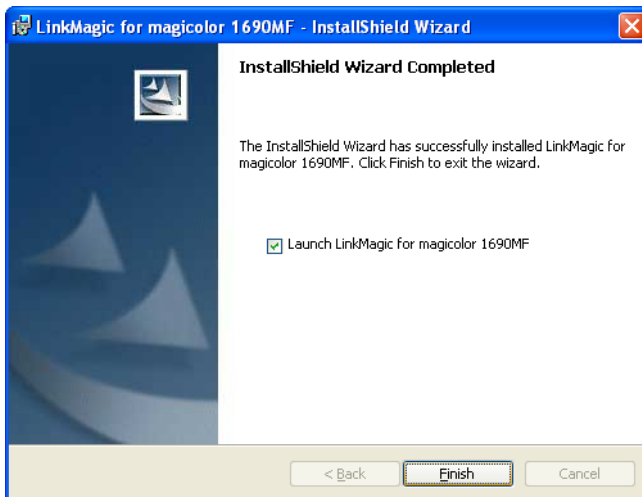 LinkMagic for magicolor 1690MF - InstallShield Wizard
InstallShield Wizard Completed
The InstallShield Wizard has successfully installed LinkMagic for
magicolor 1690MF. Click Finish to exit the wizard.
Launch LinkMagic for magicolor 1690MF
< Back
Finish
Cancel